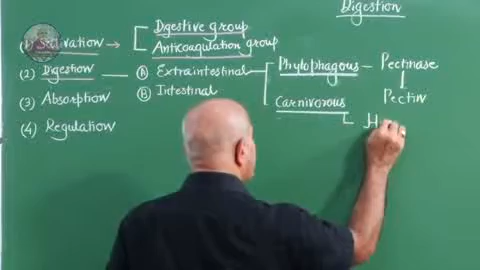 Digestion
(1) Salivation → Digestive group
Anticoagulation group
(2) Digestion — (A) Extraintestinal — Phytophagous — Pectinase
Pectin
(B) Intestinal
Carnivorous
H
(3) Absorption
(4) Regulation